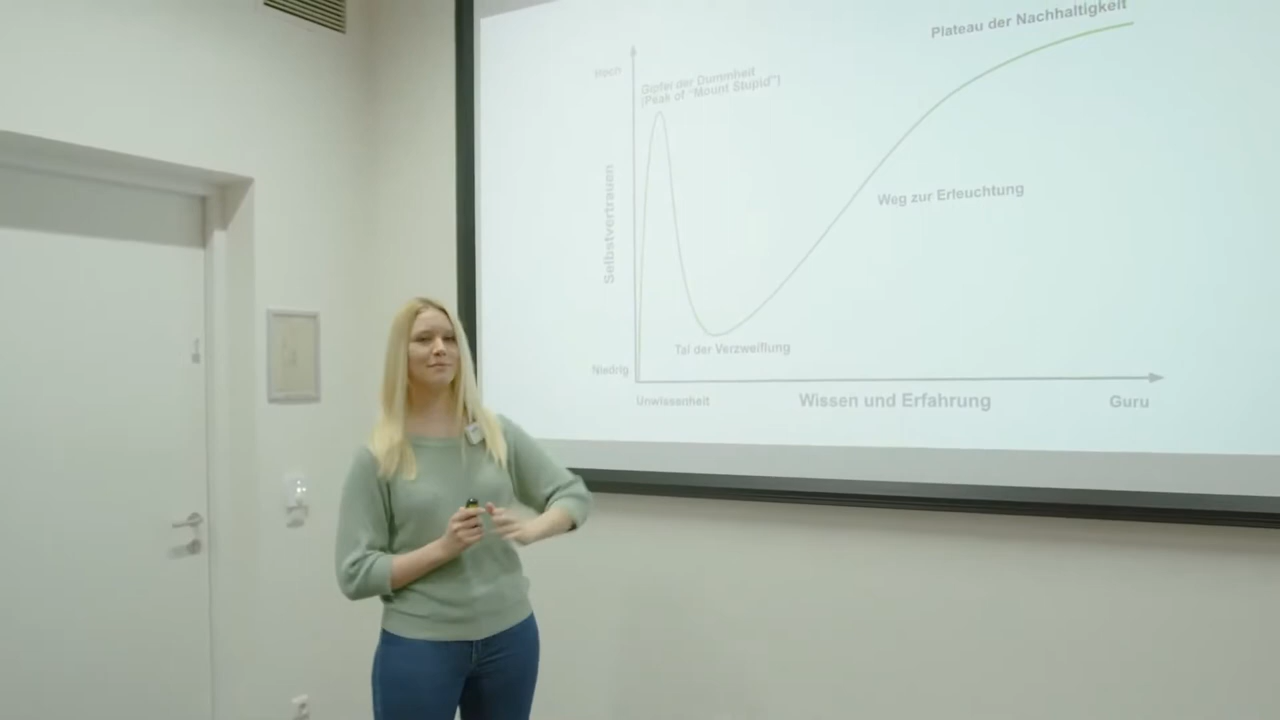 Plateau der Nachhaltigkeit
Hoch
Gipfel der Dummheit
[Peak of "Mount Stupid"]
Selbstvertrauen
Weg zur Erleuchtung
Tal der Verzweiflung
Niedrig
Unwissenheit
Wissen und Erfahrung
Guru